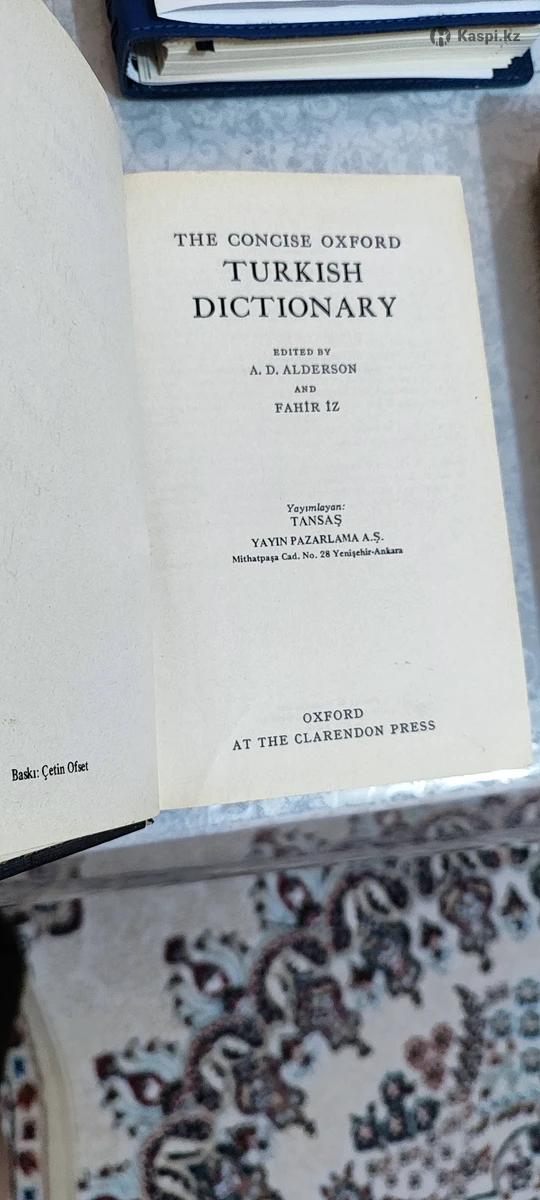 Kaspi.kz
THE CONCISE OXFORD
TURKISH
DICTIONARY
EDITED BY
A. D. ALDERSON
AND
FAHİR İZ
Yayımlayan:
TANSAŞ
YAYIN PAZARLAMA A.Ş.
Mithatpaşa Cad. No. 28 Yenişehir-Ankara
OXFORD
AT THE CLARENDON PRESS
Baskı: Çetin Ofset